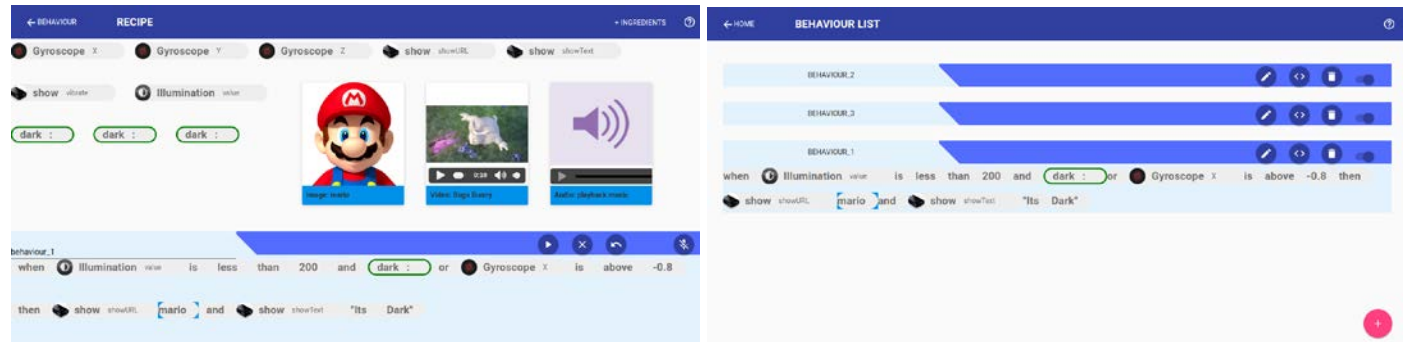 ← BEHAVIOUR RECIPE + INGREDIENTS
Gyroscope X Gyroscope Y Gyroscope Z show showURL show showText
show vibrate Illumination value
dark : dark : dark :
0:39
Image: mario Video: Bugs Bunny Audio: playback mario
behaviour_1
when Illumination value is less than 200 and dark : or Gyroscope X is above -0.8
then show showURL mario and show showText "Its Dark"
← HOME BEHAVIOUR LIST
BEHAVIOUR_2
BEHAVIOUR_3
BEHAVIOUR_1
when Illumination value is less than 200 and dark : or Gyroscope X is above -0.8 then
show showURL mario and show showText "Its Dark"